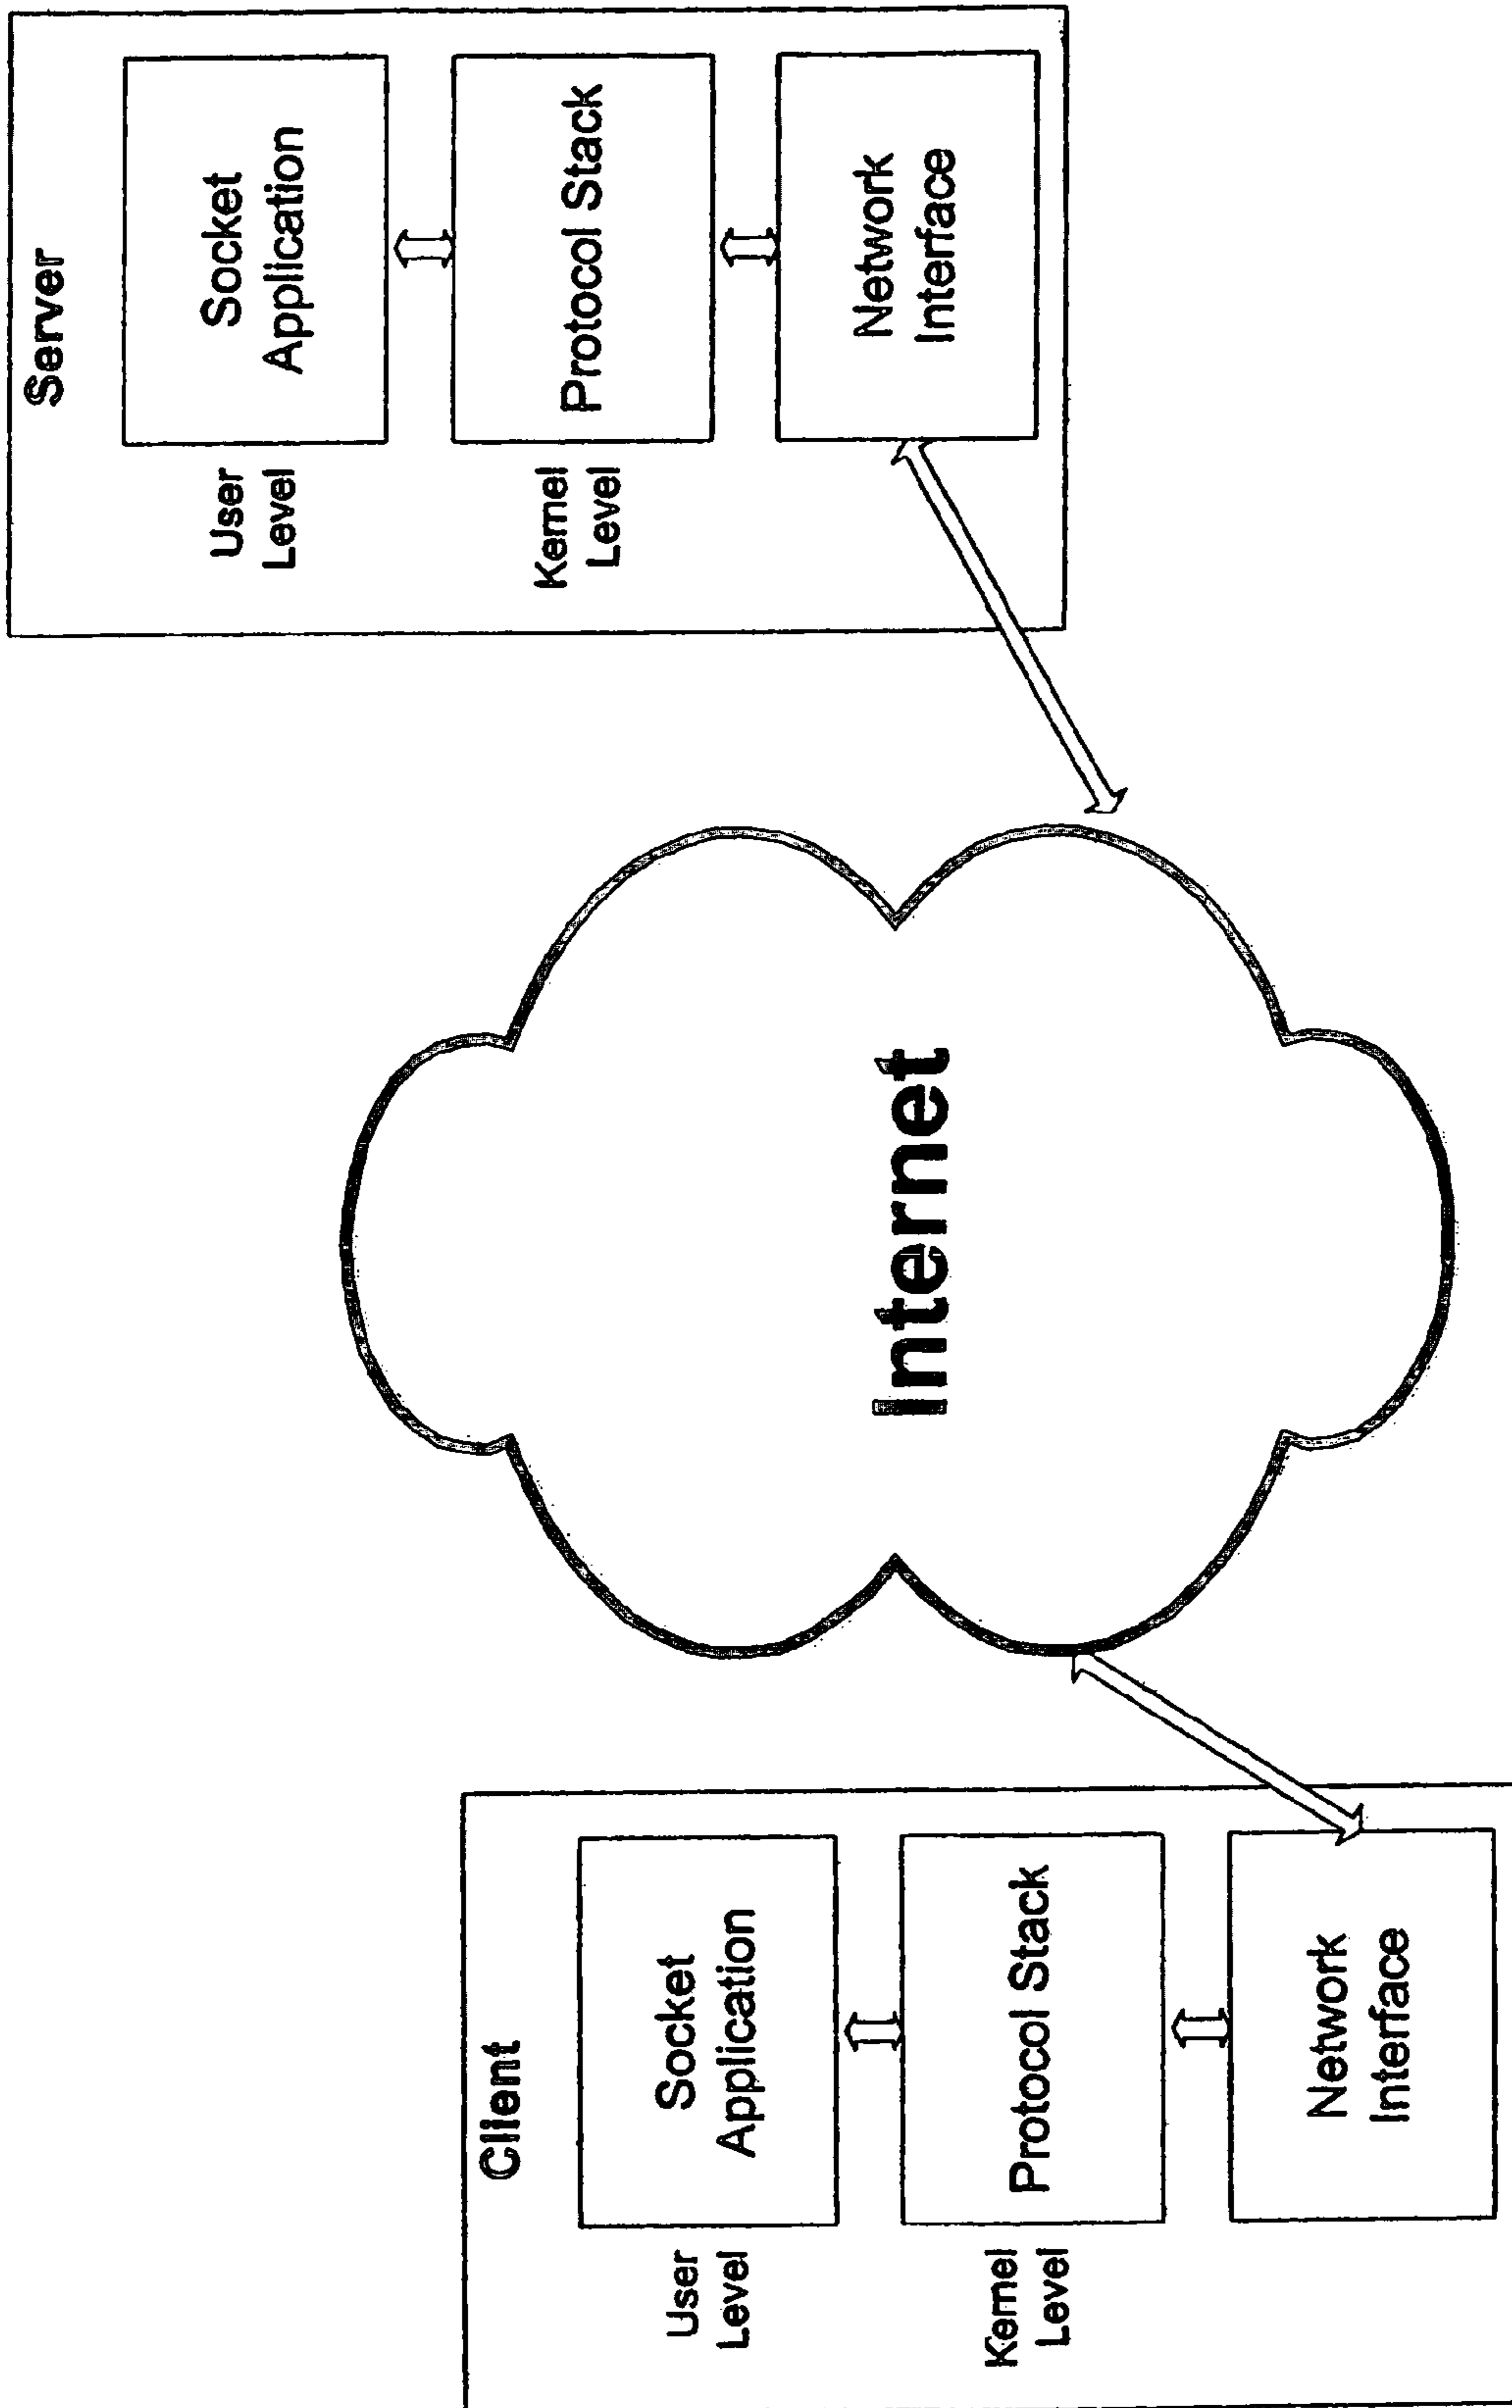 Client
User
Level
Socket
Application
Kernel
Level
Protocol Stack
Network
Interface
Internet
Server
User
Level
Socket
Application
Kernel
Level
Protocol Stack
Network
Interface